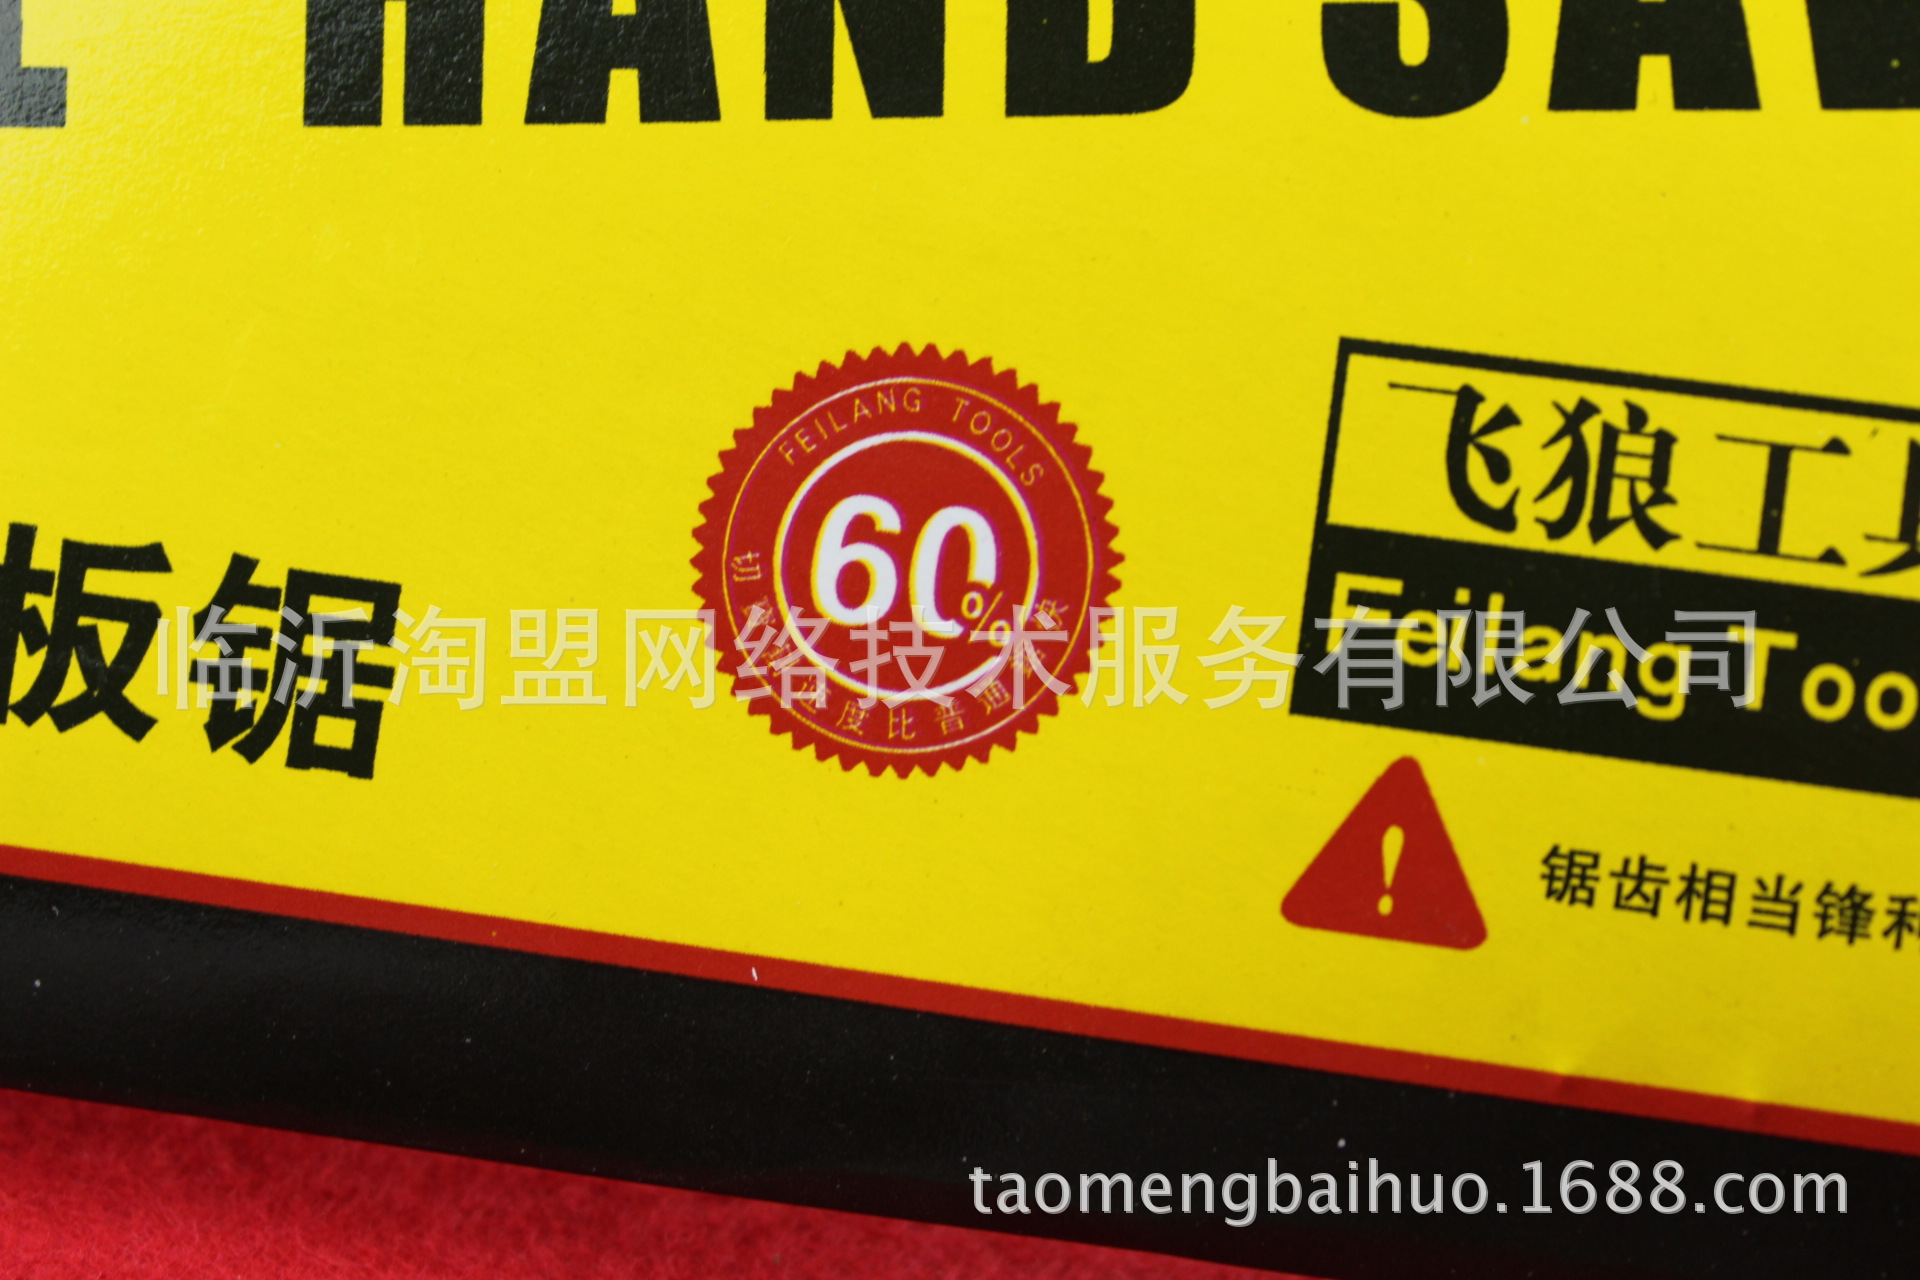 HAND SAW
飞狼工具
Feilang Too
FEILANG TOOLS
60%
切割速度比普通
板锯
临沂淘盟网络技术服务有限公司
锯齿相当锋利
taomengbaihuo.1688.com